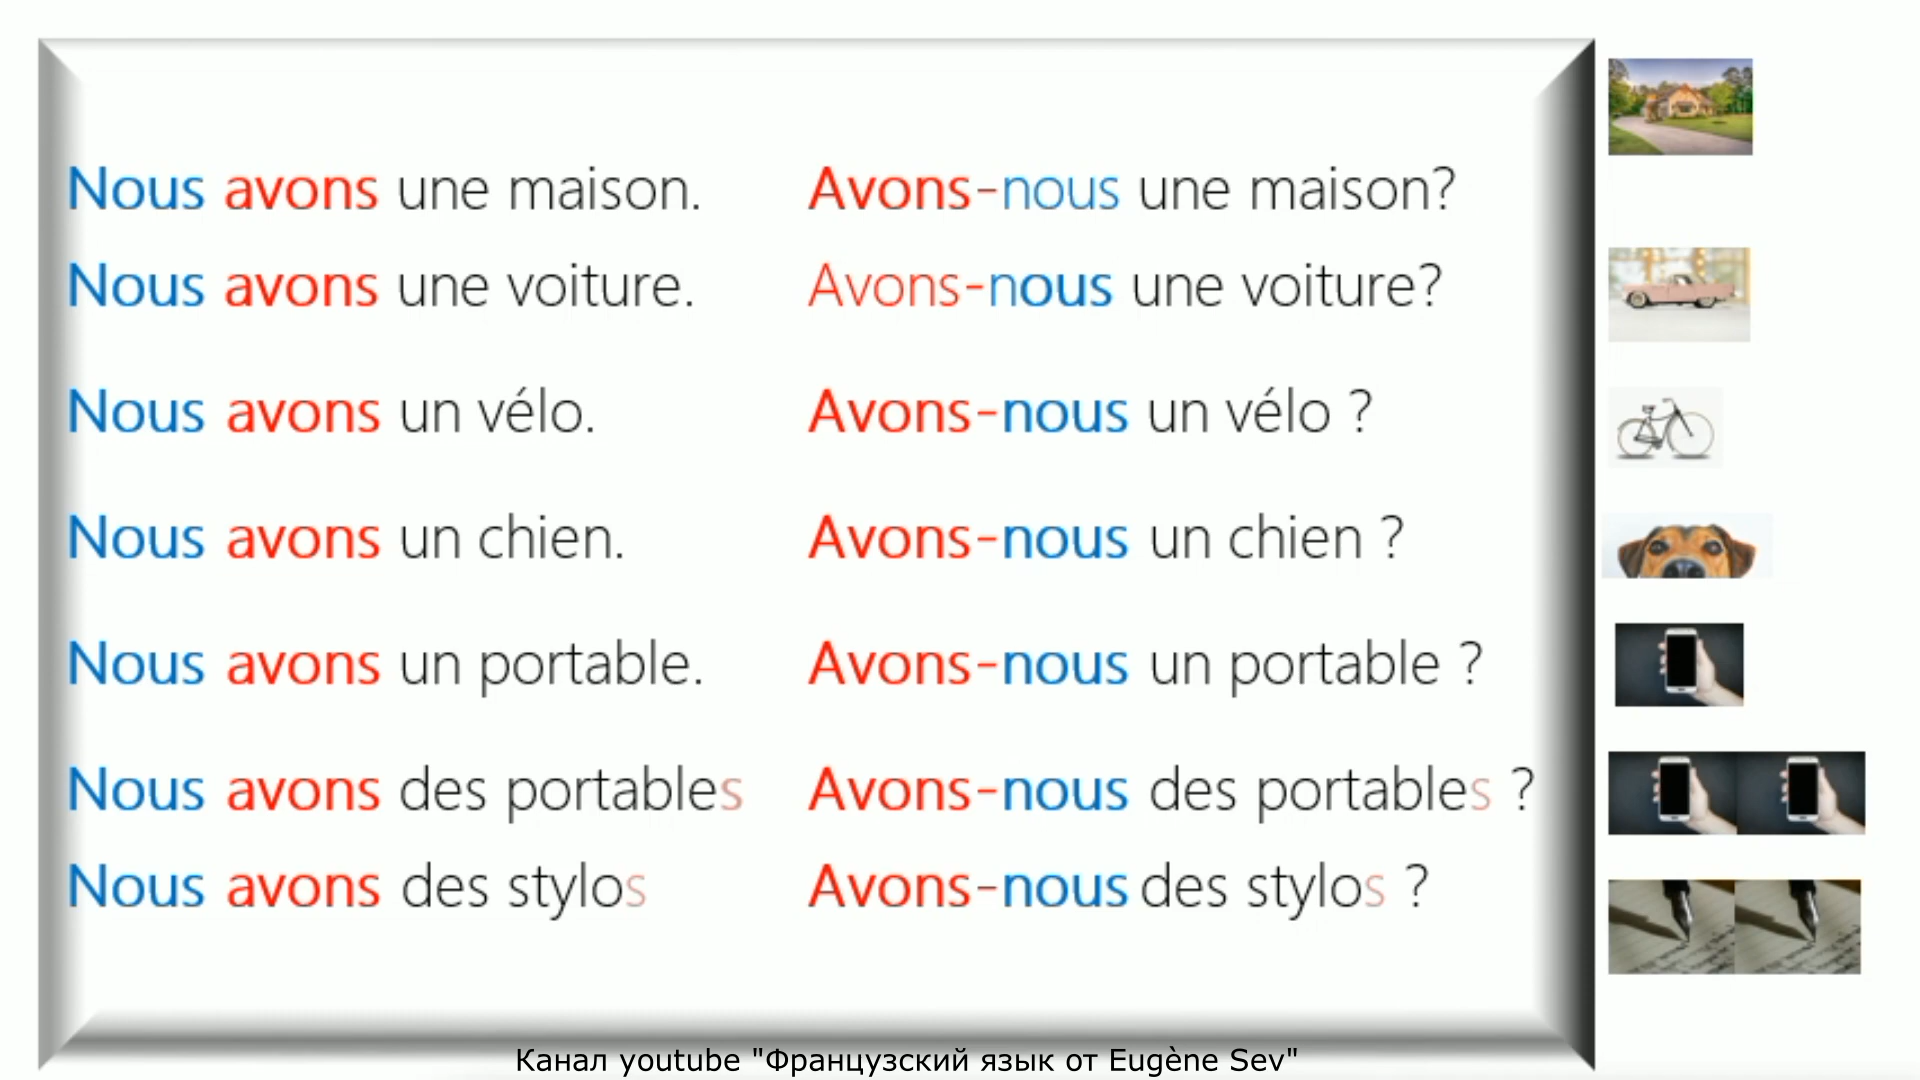 Nous avons une maison. Avons-nous une maison?
Nous avons une voiture. Avons-nous une voiture?
Nous avons un vélo. Avons-nous un vélo ?
Nous avons un chien. Avons-nous un chien ?
Nous avons un portable. Avons-nous un portable ?
Nous avons des portables Avons-nous des portables ?
Nous avons des stylos Avons-nous des stylos ?
Канал youtube "Французский язык от Eugène Sev"